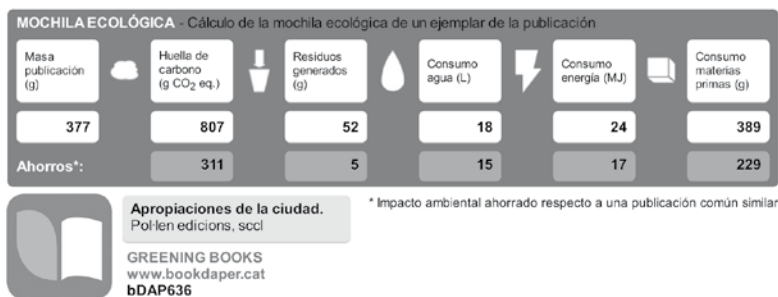 MOCHILA ECOLÓGICA - Cálculo de la mochila ecológica de un ejemplar de la publicación
Masa publicación (g)
Huella de carbono (g CO2 eq.)
Residuos generados (g)
Consumo agua (L)
Consumo energía (MJ)
Consumo materias primas (g)
377 807 52 18 24 389
Ahorros*: 311 5 15 17 229
Apropiaciones de la ciudad.
Pol·len edicions, sccl
* Impacto ambiental ahorrado respecto a una publicación común similar
GREENING BOOKS
www.bookdaper.cat
bDAP636